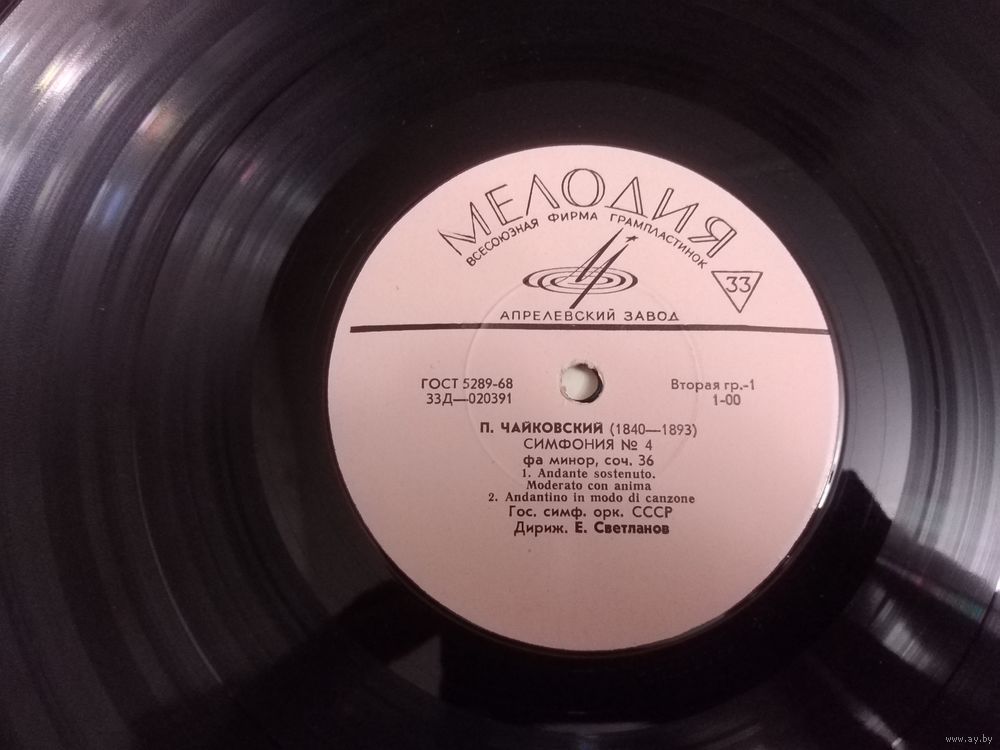 МЕЛОДИЯ
ВСЕСОЮЗНАЯ ФИРМА ГРАМПЛАСТИНОК
33
АПРЕЛЕВСКИЙ ЗАВОД
ГОСТ 5289-68
33Д—020391
Вторая гр.-1
1-00
П. ЧАЙКОВСКИЙ (1840—1893)
СИМФОНИЯ № 4
фа минор, соч. 36
1. Andante sostenuto.
Moderato con anima
2. Andantino in modo di canzone
Гос. симф. орк. СССР
Дириж. Е. Светланов
www.ay.by